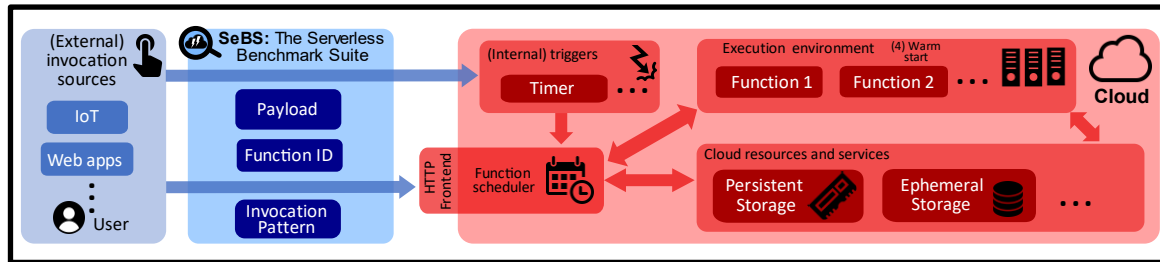 (External)
invocation
sources
IoT
Web apps
User
SeBS: The Serverless
Benchmark Suite
Payload
Function ID
Invocation
Pattern
(Internal) triggers
Timer
...
HTTP
Frontend
Function
scheduler
Execution environment
(4) Warm
start
Function 1
Function 2
...
Cloud
Cloud resources and services
Persistent
Storage
Ephemeral
Storage
...